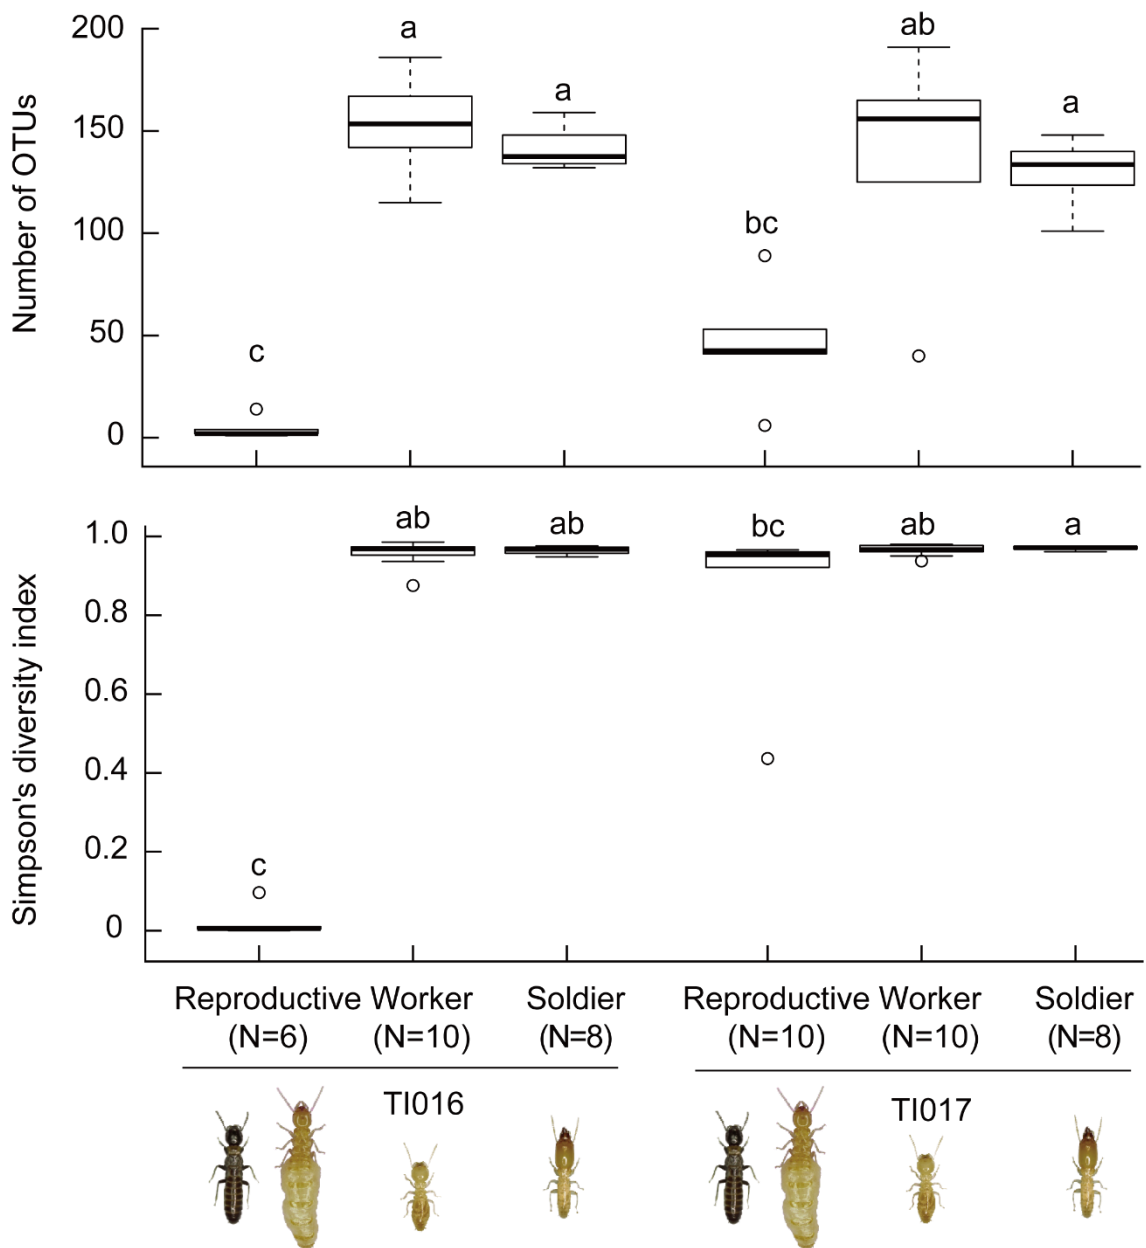 Number of OTUs
200
150
100
50
0
a
a
ab
a
bc
c
Simpson's diversity index
1.0
0.8
0.6
0.4
0.2
0
ab
ab
bc
ab
a
c
Reproductive Worker Soldier Reproductive Worker Soldier
(N=6) (N=10) (N=8) (N=10) (N=10) (N=8)
TI016 TI017